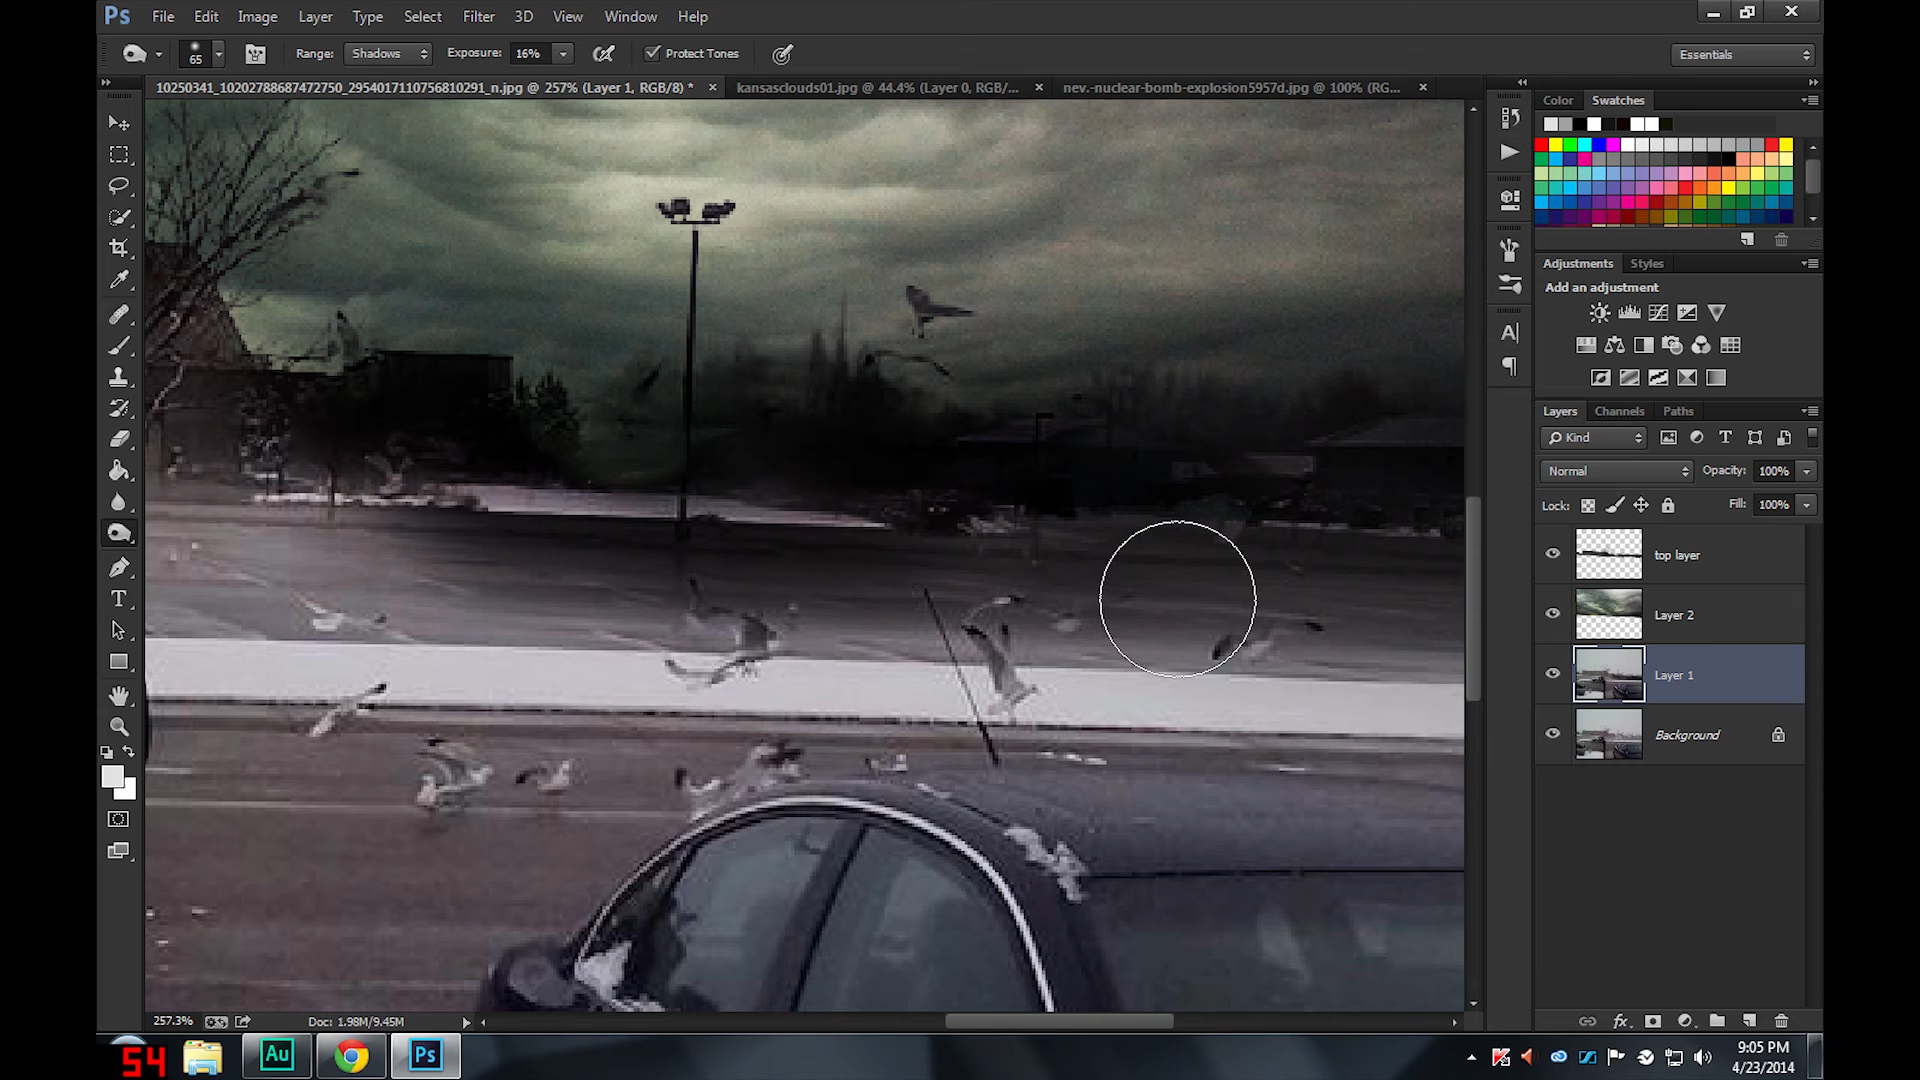 Ps File Edit Image Layer Type Select Filter 3D View Window Help
65 Range: Shadows Exposure: 16% Protect Tones Essentials
10250341_10202788687472750_2954017110756810291_n.jpg @ 257% (Layer 1, RGB/8) * kansasclouds01.jpg @ 44.4% (Layer 0, RGB/... nev.-nuclear-bomb-explosion5957d.jpg @ 100% (RG...
Color Swatches
Adjustments Styles
Add an adjustment
Layers Channels Paths
Kind
Normal Opacity: 100%
Lock: Fill: 100%
top layer
Layer 2
Layer 1
Background
257.3% Doc: 1.98M/9.45M
54 Au Ps 9:05 PM
4/23/2014